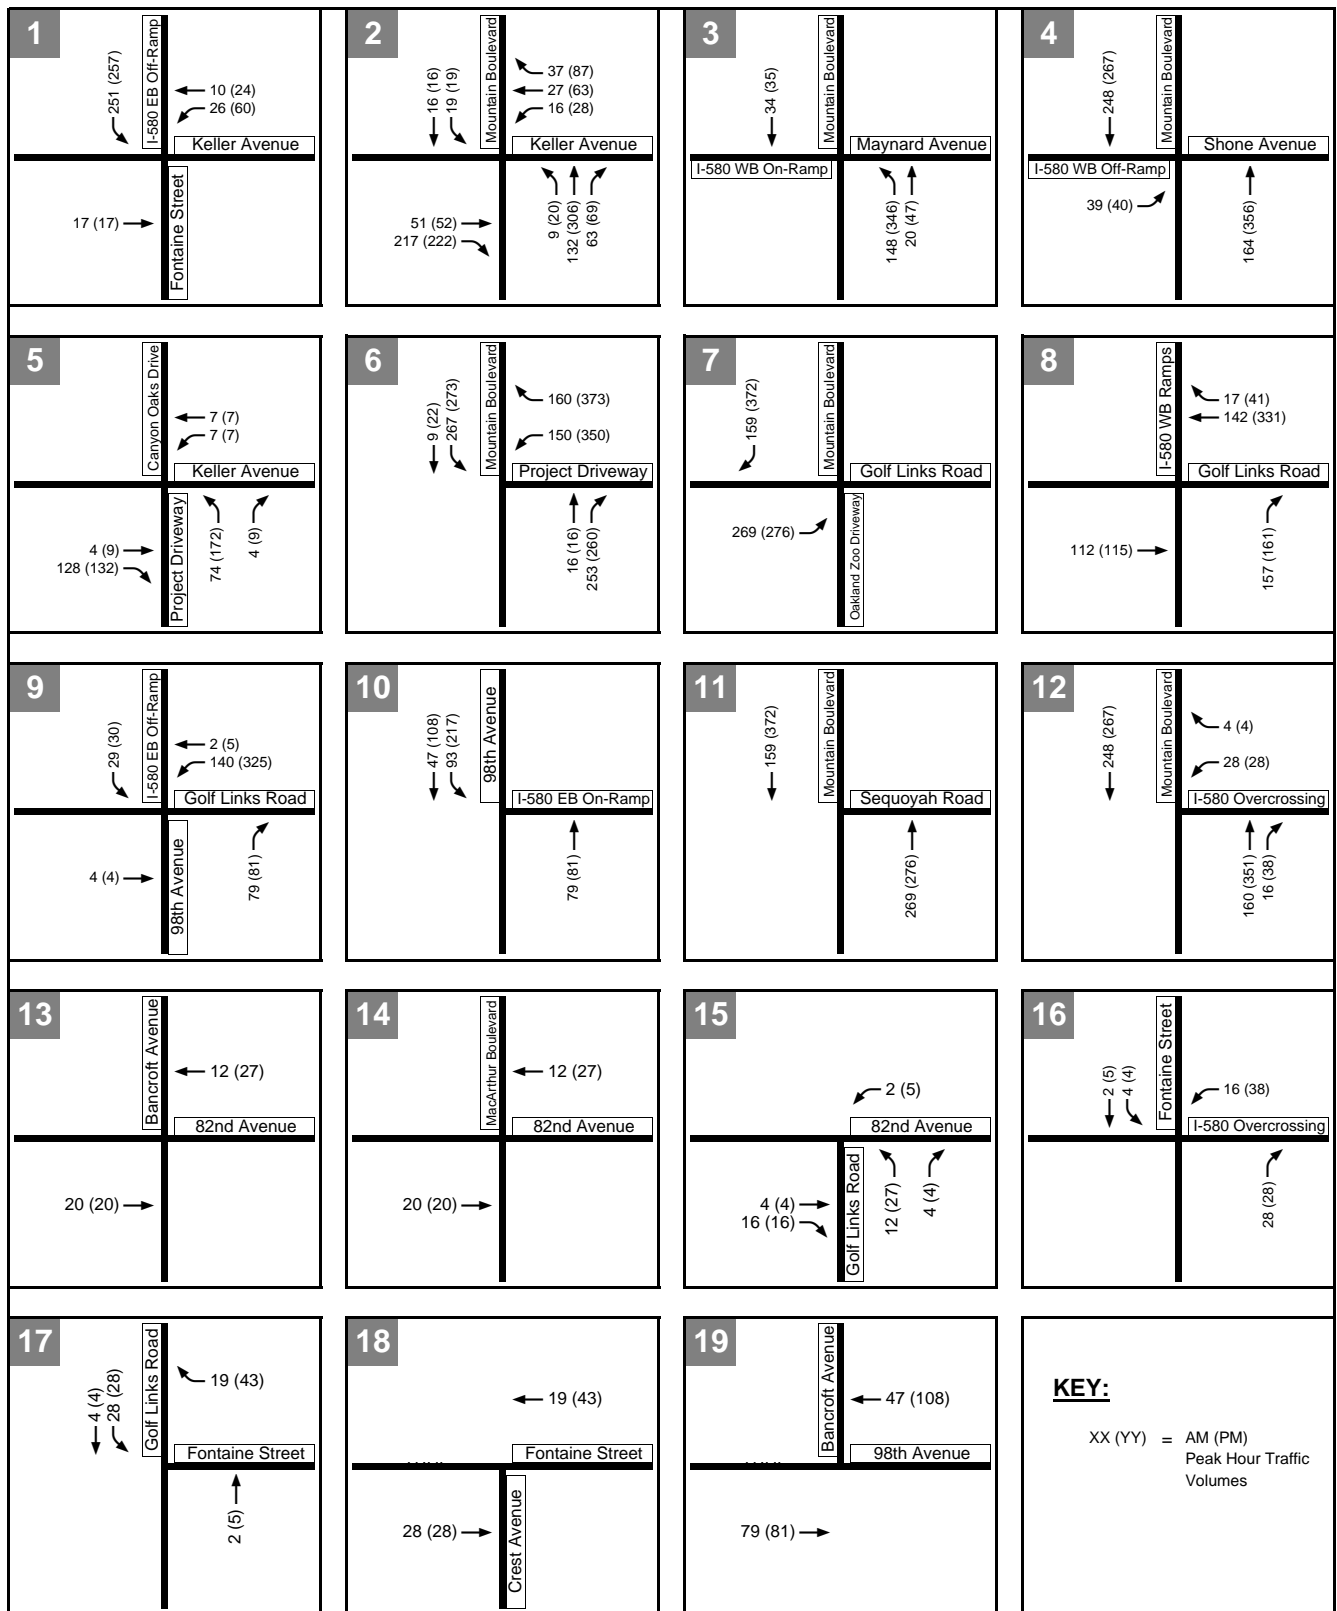 1
251 (257)
I-580 EB Off-Ramp
10 (24)
26 (60)
Keller Avenue
17 (17)
Fontaine Street
2
16 (16)
19 (19)
Mountain Boulevard
37 (87)
27 (63)
16 (28)
Keller Avenue
51 (52)
217 (222)
9 (20)
132 (306)
63 (69)
3
34 (35)
Mountain Boulevard
Maynard Avenue
I-580 WB On-Ramp
148 (346)
20 (47)
4
248 (267)
Mountain Boulevard
Shone Avenue
I-580 WB Off-Ramp
39 (40)
164 (356)
5
Canyon Oaks Drive
7 (7)
7 (7)
Keller Avenue
4 (9)
128 (132)
Project Driveway
74 (172)
4 (9)
6
9 (22)
267 (273)
Mountain Boulevard
160 (373)
150 (350)
Project Driveway
16 (16)
253 (260)
7
159 (372)
Mountain Boulevard
Golf Links Road
269 (276)
Oakland Zoo Driveway
8
I-580 WB Ramps
17 (41)
142 (331)
Golf Links Road
112 (115)
157 (161)
9
29 (30)
I-580 EB Off-Ramp
2 (5)
140 (325)
Golf Links Road
4 (4)
98th Avenue
79 (81)
10
47 (108)
93 (217)
98th Avenue
I-580 EB On-Ramp
79 (81)
11
159 (372)
Mountain Boulevard
Sequoyah Road
269 (276)
12
248 (267)
Mountain Boulevard
4 (4)
28 (28)
I-580 Overcrossing
160 (351)
16 (38)
13
Bancroft Avenue
12 (27)
82nd Avenue
20 (20)
14
MacArthur Boulevard
12 (27)
82nd Avenue
20 (20)
15
2 (5)
82nd Avenue
4 (4)
16 (16)
Golf Links Road
12 (27)
4 (4)
16
2 (5)
4 (4)
Fontaine Street
16 (38)
I-580 Overcrossing
28 (28)
17
4 (4)
28 (28)
Golf Links Road
19 (43)
Fontaine Street
2 (5)
18
19 (43)
Fontaine Street
28 (28)
Crest Avenue
19
Bancroft Avenue
47 (108)
98th Avenue
79 (81)
KEY:
XX (YY) = AM (PM)
Peak Hour Traffic
Volumes